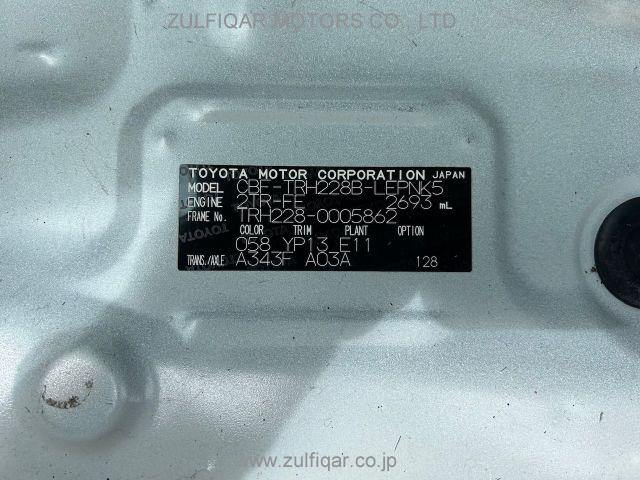 ZULFIQAR MOTORS CO., LTD
TOYOTA MOTOR CORPORATION JAPAN
MODEL CBF-TRH228B-LEPNK5
ENGINE 2TR-FE 2693 mL
FRAME No. TRH228-0005862
COLOR TRIM PLANT OPTION
058 YP13 E11
TRANS./AXLE A343F A03A 128
www.zulfiqar.co.jp